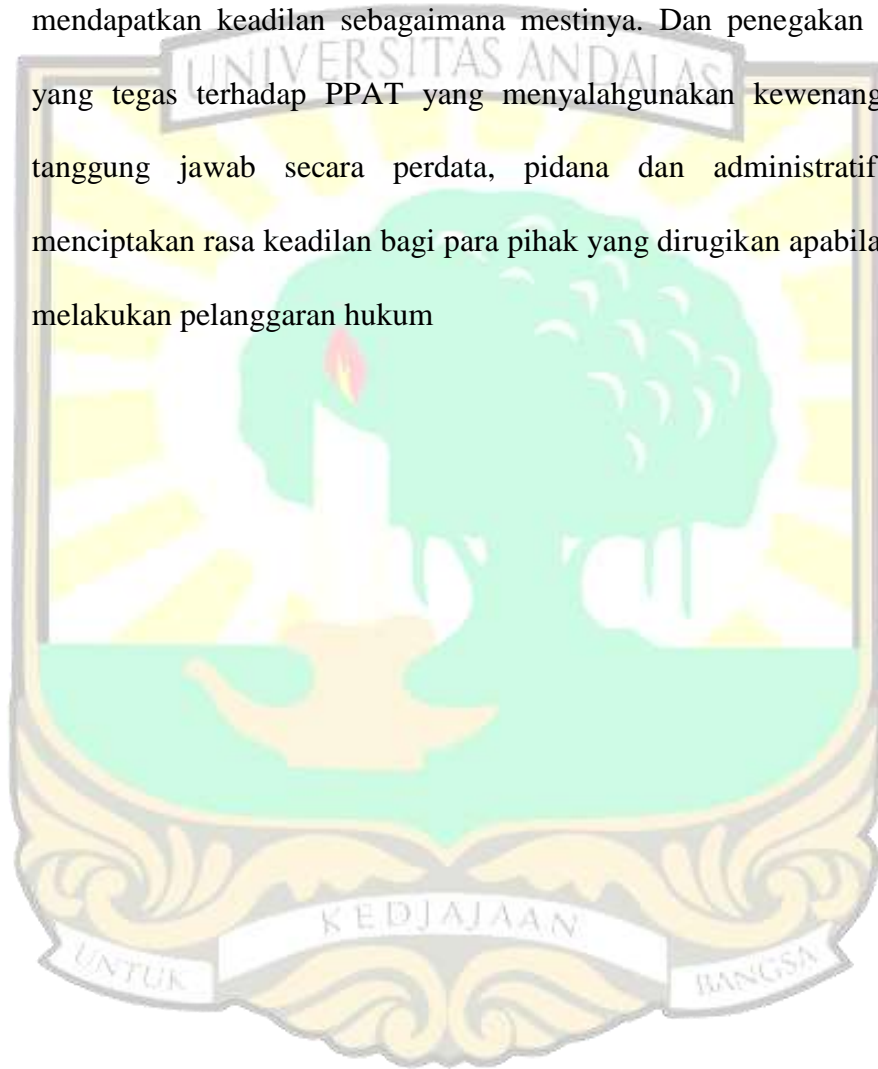 mendapatkan keadilan sebagaimana mestinya. Dan penegakan
UNIVERSITAS ANDALAS
yang tegas terhadap PPAT yang menyalahgunakan kewenang
tanggung jawab secara perdata, pidana dan administratif
menciptakan rasa keadilan bagi para pihak yang dirugikan apabila
melakukan pelanggaran hukum
UNTUK
KEDJAJAAN
BANGSA